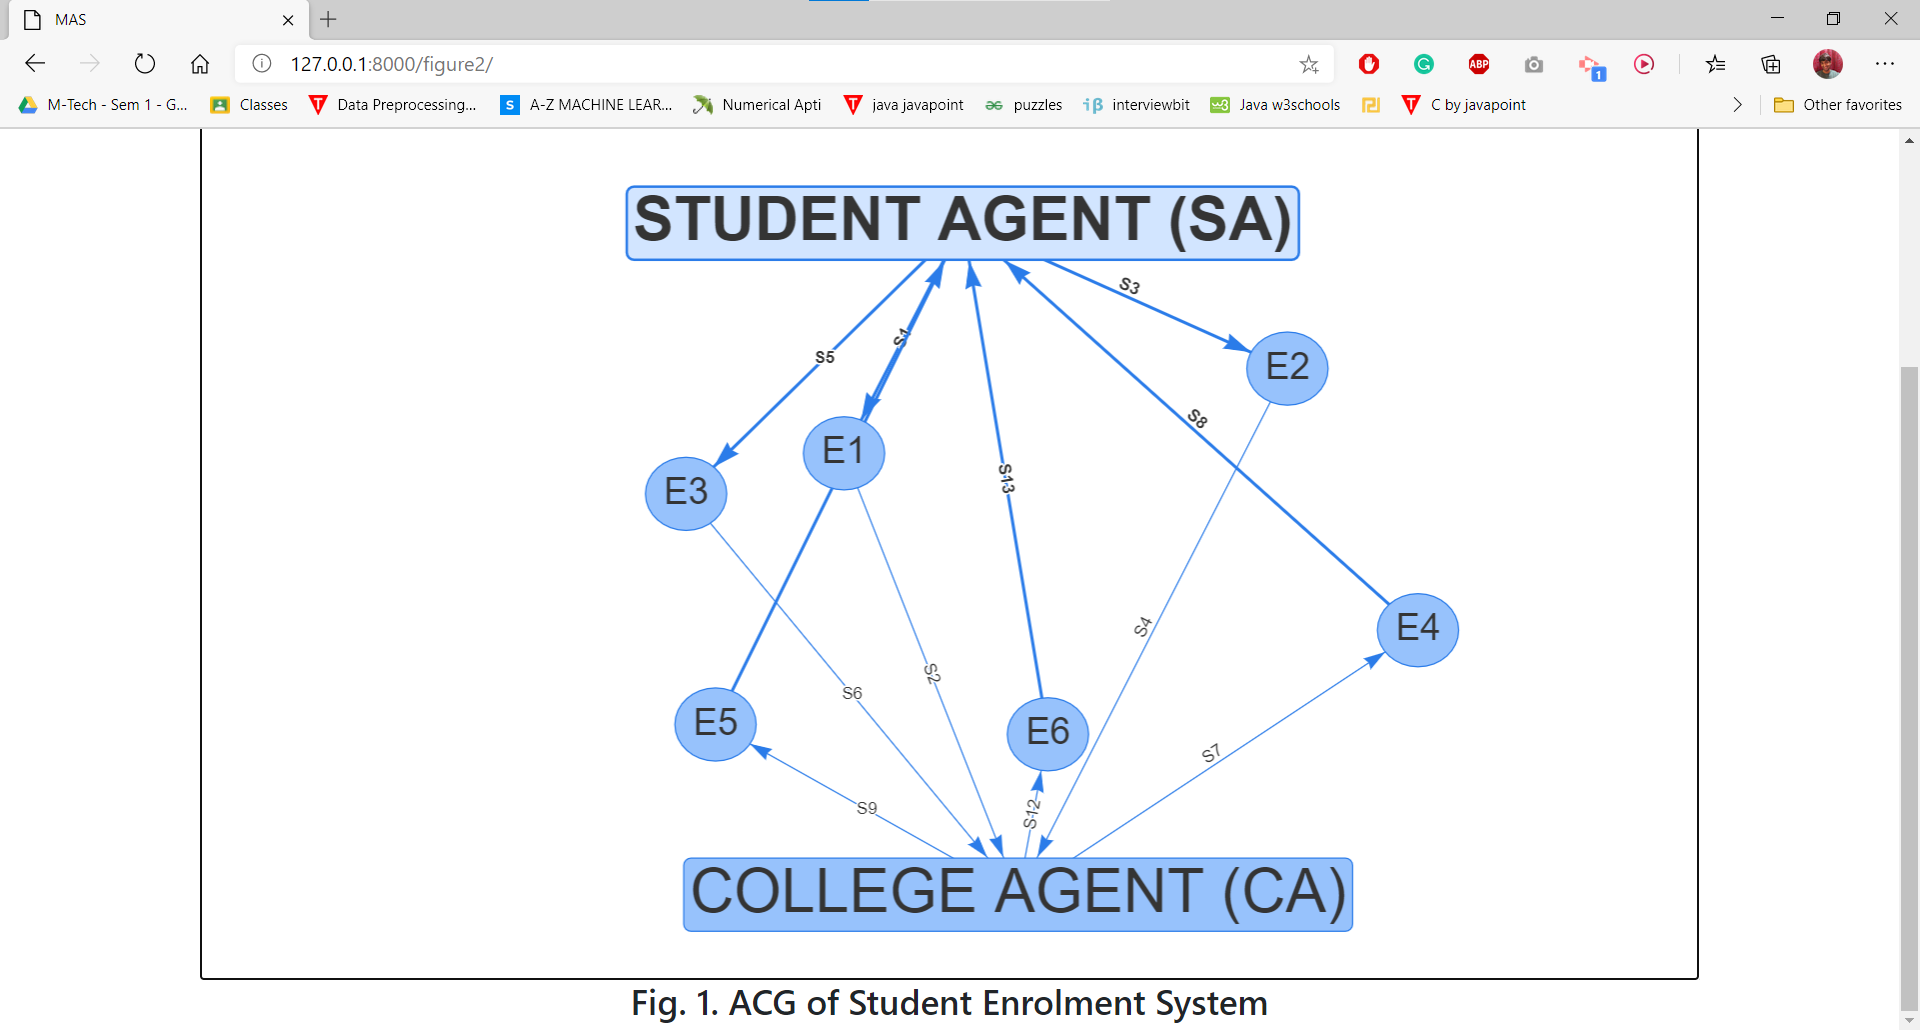 MAS
127.0.0.1:8000/figure2/
ABP
1
M-Tech - Sem 1 - G...
Classes
Data Preprocessing...
A-Z MACHINE LEAR...
Numerical Apti
java javapoint
puzzles
interviewbit
Java w3schools
C by javapoint
Other favorites
STUDENT AGENT (SA)
S3
S1
S5
E2
S8
E1
S13
E3
S4
E4
S2
S6
E5
E6
S7
S9
S12
COLLEGE AGENT (CA)
Fig. 1. ACG of Student Enrolment System